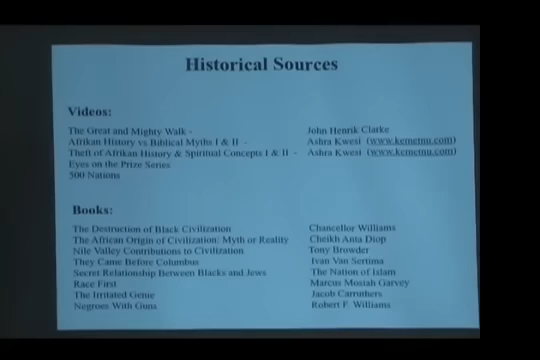 Historical Sources
Videos:
The Great and Mighty Walk - John Henrik Clarke
Afrikan History vs Biblical Myths I & II - Ashra Kwesi (www.kemetnu.com)
Theft of Afrikan History & Spiritual Concepts I & II - Ashra Kwesi (www.kemetnu.com)
Eyes on the Prize Series
500 Nations
Books:
The Destruction of Black Civilization Chancellor Williams
The African Origin of Civilization: Myth or Reality Cheikh Anta Diop
Nile Valley Contributions to Civilization Tony Browder
They Came Before Columbus Ivan Van Sertima
Secret Relationship Between Blacks and Jews The Nation of Islam
Race First Marcus Mosiah Garvey
The Irritated Genie Jacob Carruthers
Negroes With Guns Robert F. Williams